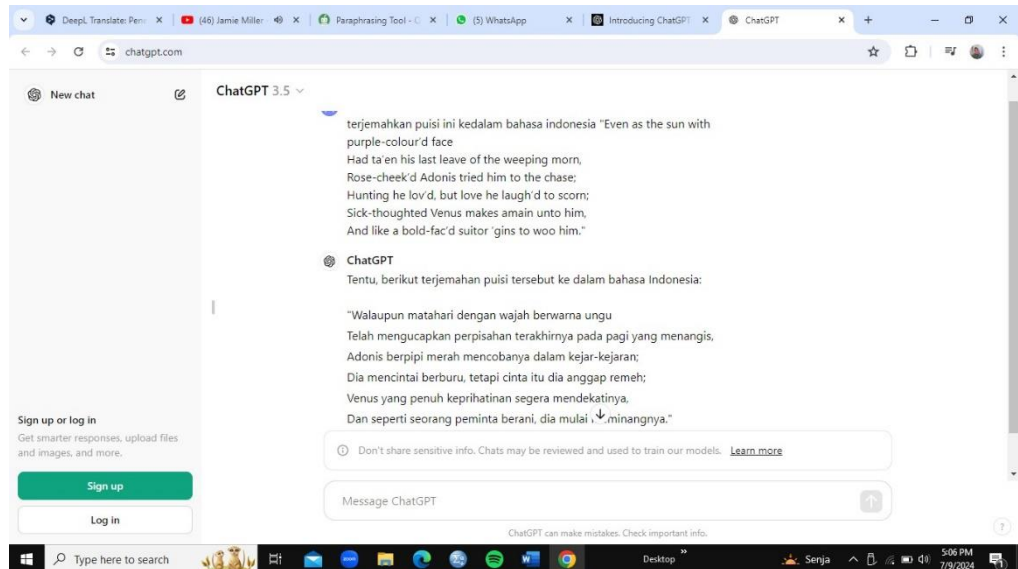 DeepL Translate: Pene
(46) Jamie Miller
Paraphrasing Tool - C
(5) WhatsApp
Introducing ChatGPT
ChatGPT
chatgpt.com
New chat
ChatGPT 3.5
terjemahkan puisi ini kedalam bahasa indonesia "Even as the sun with
purple-colour'd face
Had ta'en his last leave of the weeping morn,
Rose-cheek'd Adonis tried him to the chase;
Hunting he lov'd, but love he laugh'd to scorn;
Sick-thoughted Venus makes amain unto him,
And like a bold-fac'd suitor 'gins to woo him."
ChatGPT
Tentu, berikut terjemahan puisi tersebut ke dalam bahasa Indonesia:
"Walaupun matahari dengan wajah berwarna ungu
Telah mengucapkan perpisahan terakhirnya pada pagi yang menangis,
Adonis berpipi merah mencobanya dalam kejar-kejaran;
Dia mencintai berburu, tetapi cinta itu dia anggap remeh;
Venus yang penuh keprihatinan segera mendekatinya,
Dan seperti seorang peminta berani, dia mulai minangnya."
Sign up or log in
Get smarter responses, upload files
and images, and more.
Sign up
Log in
Don't share sensitive info. Chats may be reviewed and used to train our models. Learn more
Message ChatGPT
ChatGPT can make mistakes. Check important info.
?
Type here to search
Desktop
Senja
5:06 PM
7/9/2024